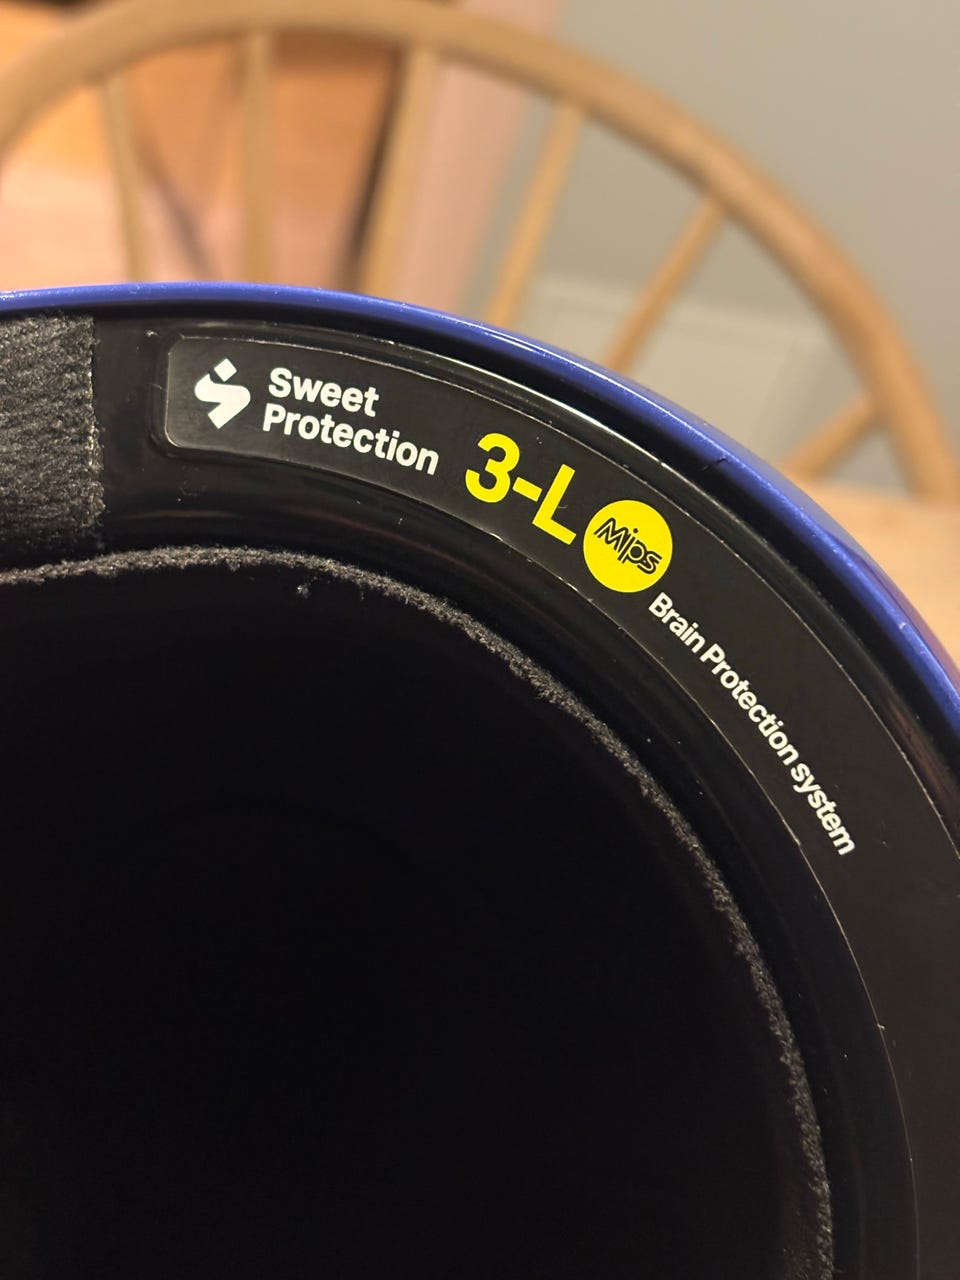 Sweet
Protection
3-L
Mips
Brain Protection system